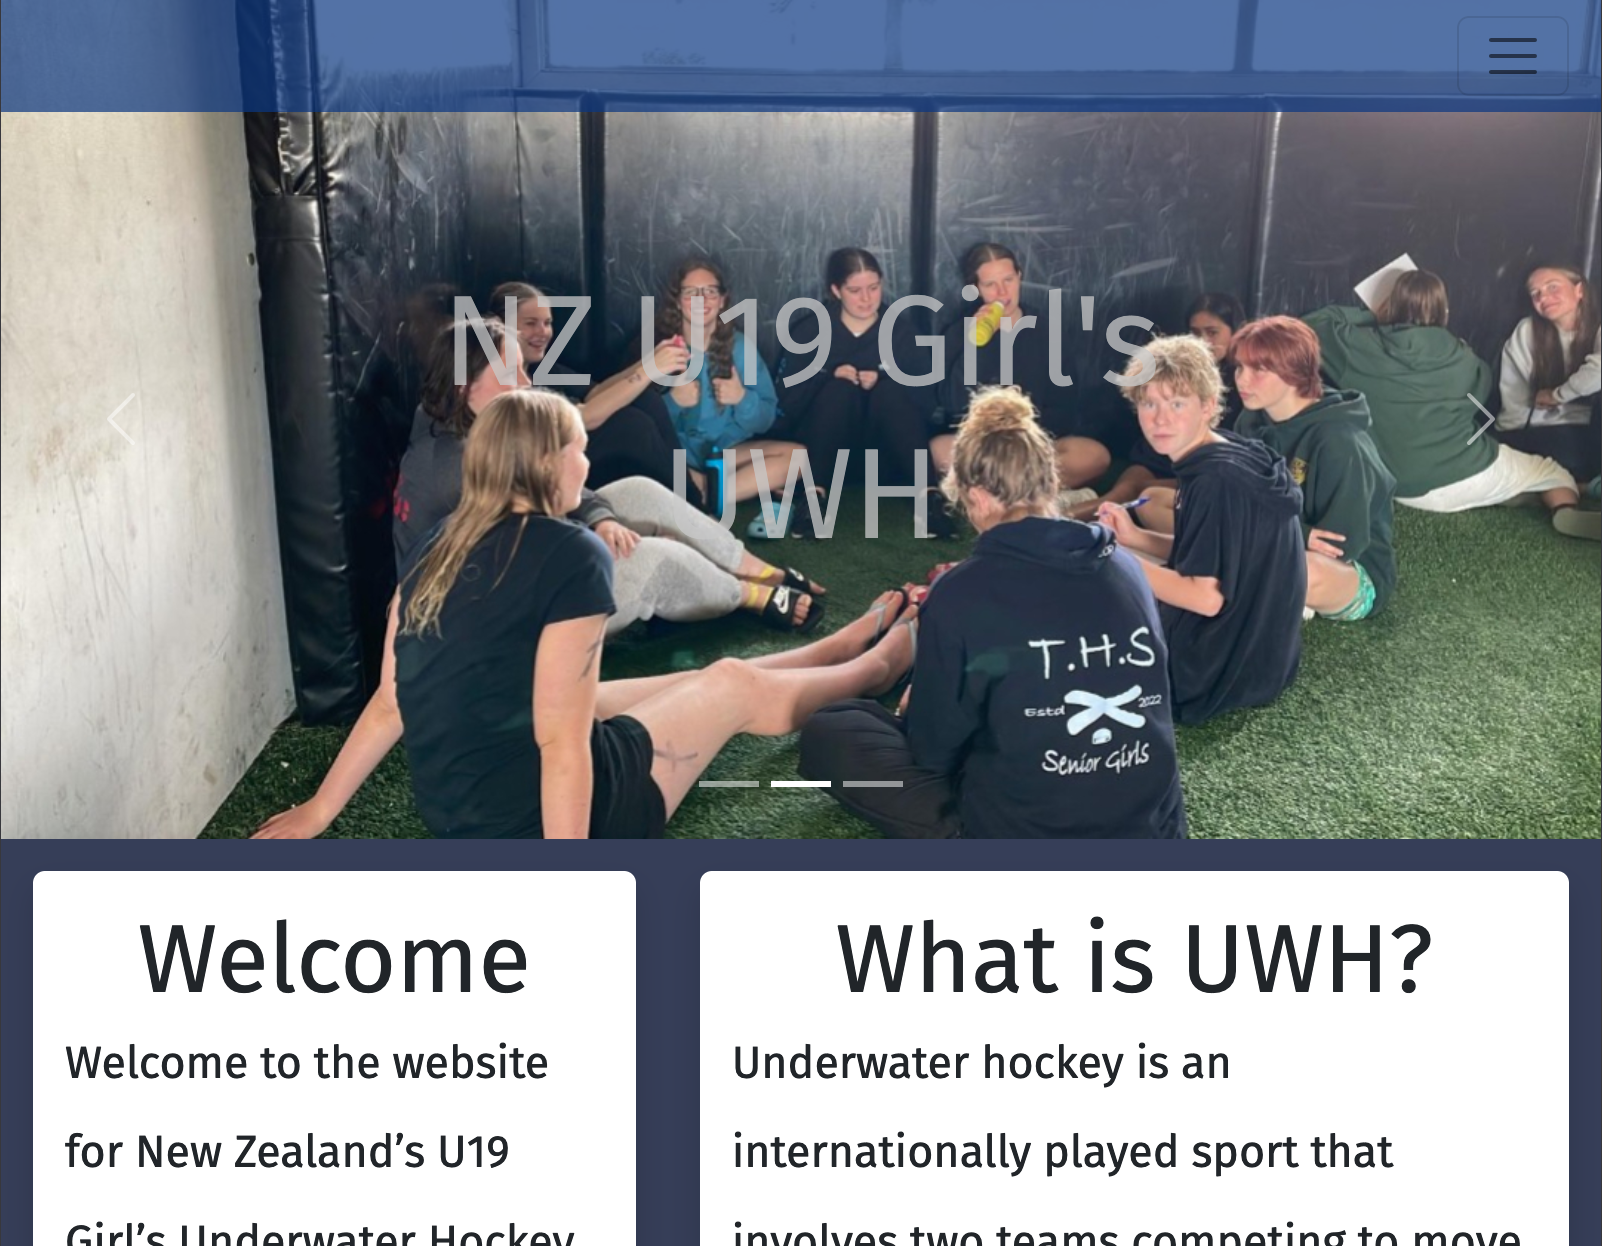 NZ U19 Girl's
UWH
T.H.S
Estd 2022
Senior Girls
Welcome
Welcome to the website
for New Zealand’s U19
Girl’s Underwater Hockey
What is UWH?
Underwater hockey is an
internationally played sport that
involves two teams competing to move